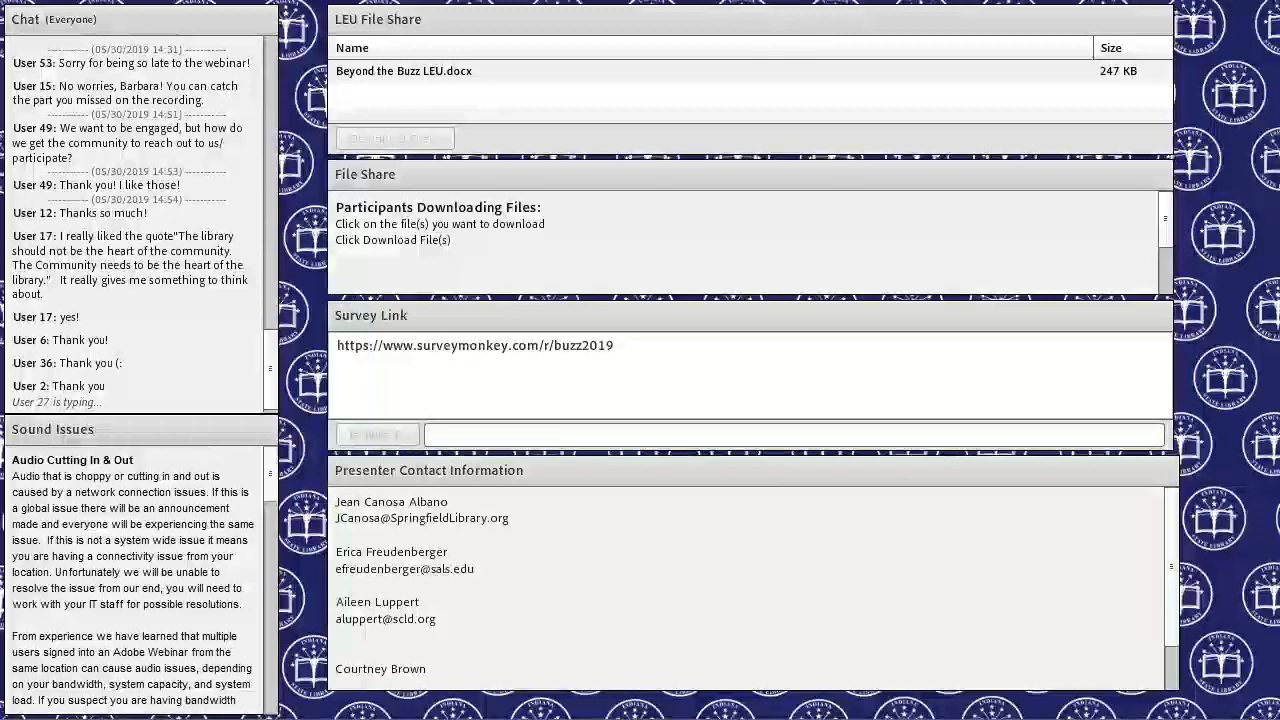 Chat (Everyone)
----------- (05/30/2019 14:31) -----------
User 53: Sorry for being so late to the webinar!
User 15: No worries, Barbara! You can catch
the part you missed on the recording.
----------- (05/30/2019 14:51) -----------
User 49: We want to be engaged, but how do
we get the community to reach out to us/
participate?
----------- (05/30/2019 14:53) -----------
User 49: Thank you! I like those!
----------- (05/30/2019 14:54) -----------
User 12: Thanks so much!
User 17: I really liked the quote"The library
should not be the heart of the community.
The Community needs to be the heart of the
library." It really gives me something to think
about.
User 17: yes!
User 6: Thank you!
User 36: Thank you (:
User 2: Thank you
User 27 is typing...
Sound Issues
Audio Cutting In & Out
Audio that is choppy or cutting in and out is
caused by a network connection issues. If this is
a global issue there will be an announcement
made and everyone will be experiencing the same
issue. If this is not a system wide issue it means
you are having a connectivity issue from your
location. Unfortunately we will be unable to
resolve the issue from our end, you will need to
work with your IT staff for possible resolutions.
From experience we have learned that multiple
users signed into an Adobe Webinar from the
same location can cause audio issues, depending
on your bandwidth, system capacity, and system
load. If you suspect you are having bandwidth
LEU File Share
Name Size
Beyond the Buzz LEU.docx 247 KB
File Share
Participants Downloading Files:
Click on the file(s) you want to download
Click Download File(s)
Survey Link
https://www.surveymonkey.com/r/buzz2019
Presenter Contact Information
Jean Canosa Albano
JCanosa@SpringfieldLibrary.org
Erica Freudenberger
efreudenberger@sals.edu
Aileen Luppert
aluppert@scld.org
Courtney Brown
INDIANA
STATE LIBRARY